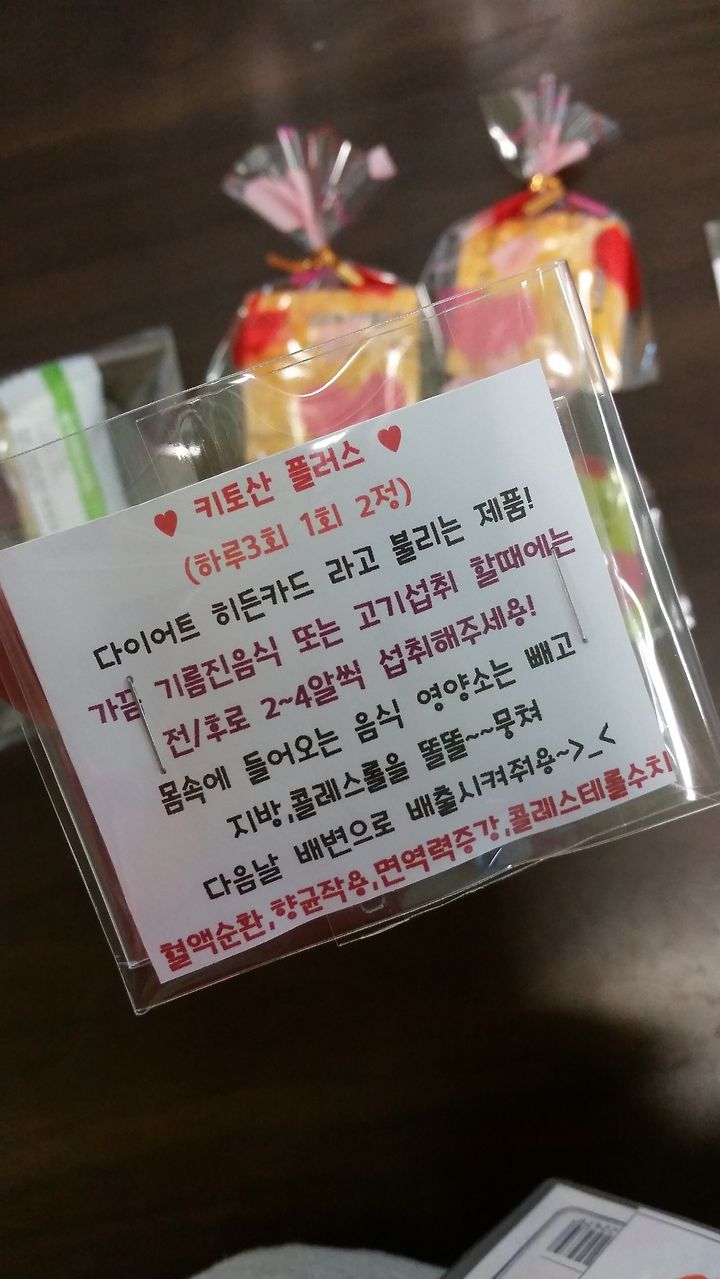 ♥ 키토산 플러스 ♥
(하루3회 1회 2정)
다이어트 히든카드 라고 불리는 제품!
가끔 기름진음식 또는 고기섭취 할때에는
전/후로 2~4알씩 섭취해주세용!
몸속에 들어오는 음식 영양소는 빼고
지방,콜레스롤을 똘똘~~뭉쳐
다음날 배변으로 배출시켜줘용~>_<
혈액순환,항균작용,면역력증강,콜레스테롤수치